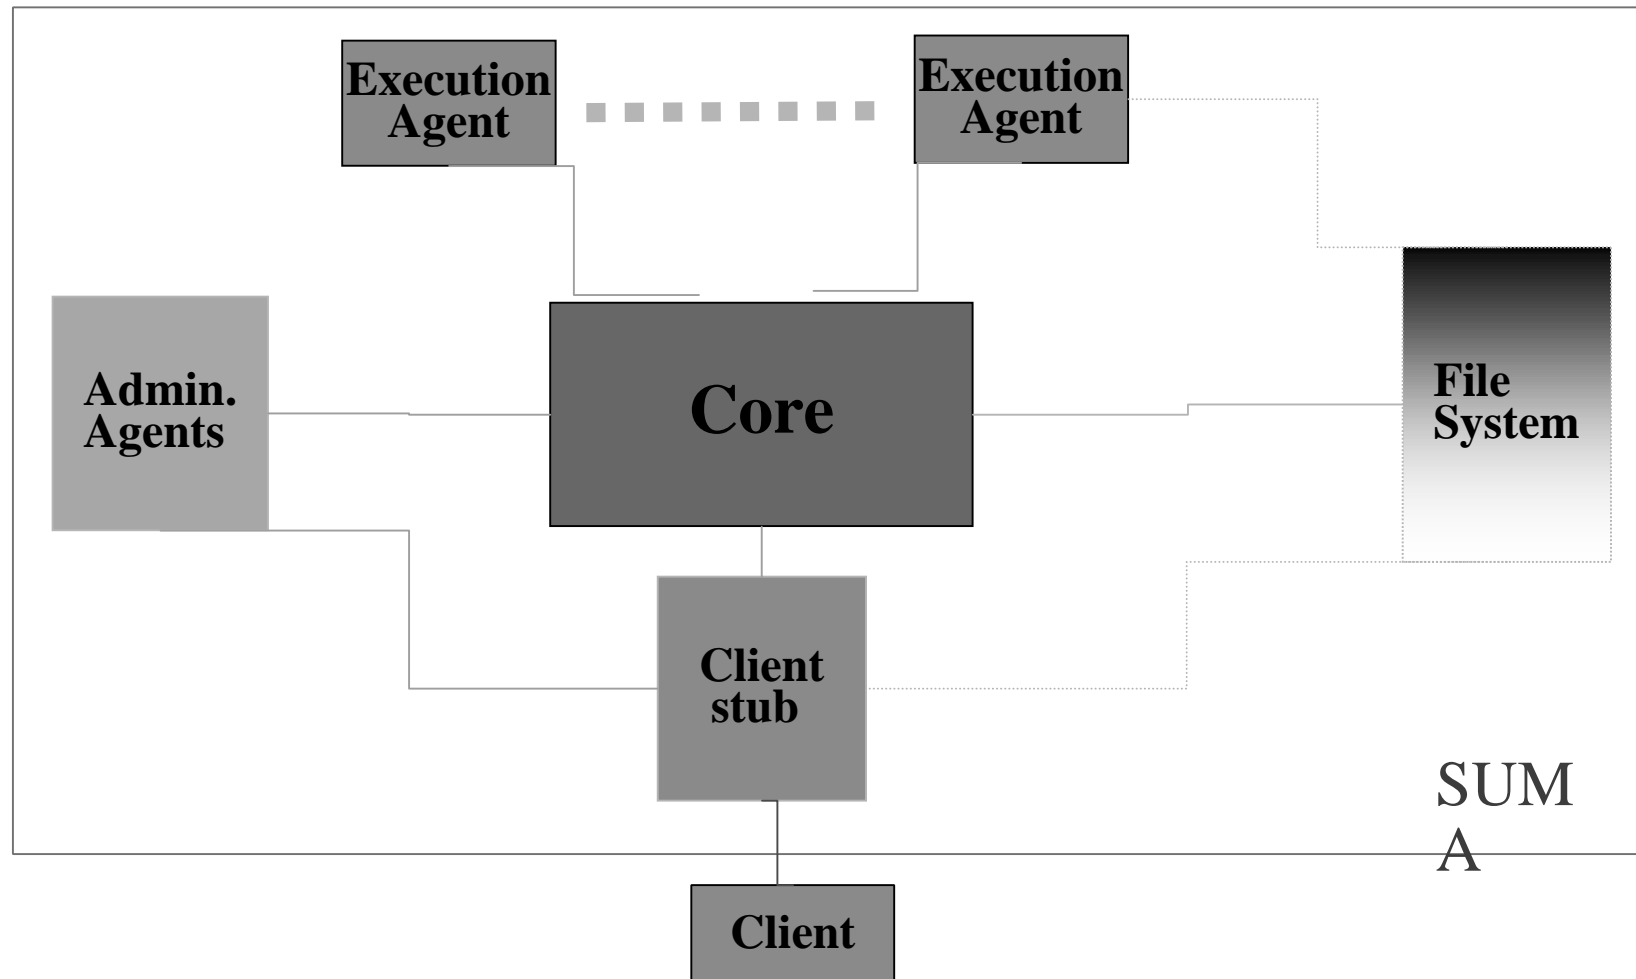 Execution
Agent
Execution
Agent
Admin.
Agents
Core
File
System
Client
stub
SUM
A
Client